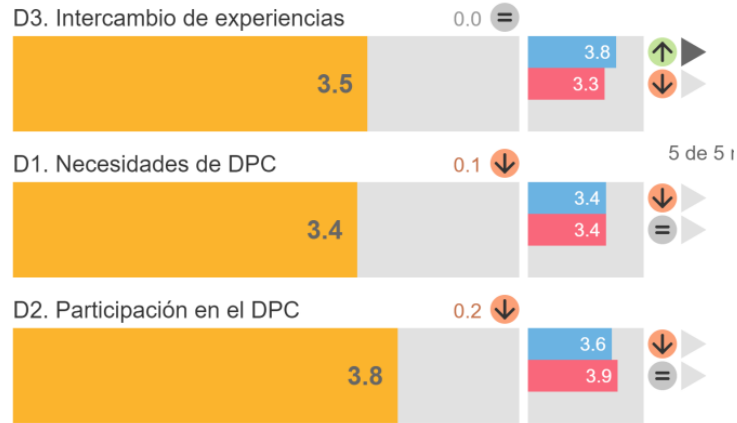 D3. Intercambio de experiencias 0.0 =
3.5 3.8
3.3
5 de 5
D1. Necesidades de DPC 0.1
3.4 3.4
3.4 =
D2. Participación en el DPC 0.2
3.8 3.6
3.9 =